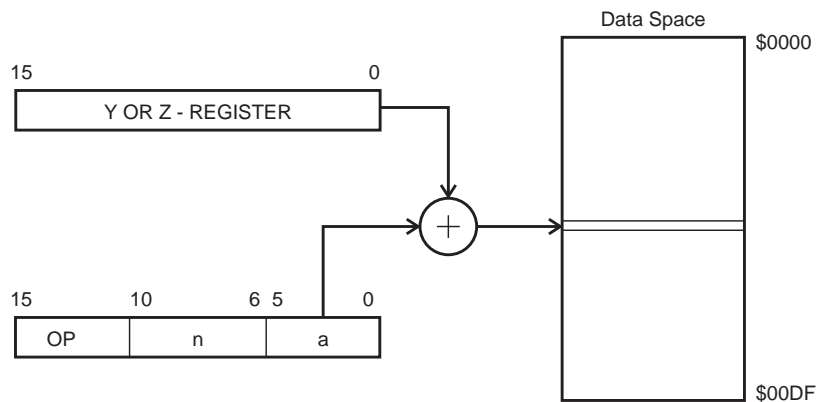 Data Space
$0000
15 0
Y OR Z - REGISTER
+
15 10 6 5 0
OP n a
$00DF